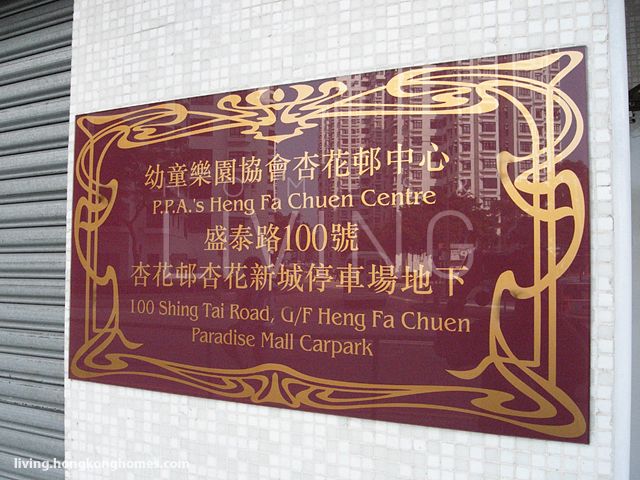 幼童樂園協會杏花邨中心
P.P.A.'s Heng Fa Chuen Centre
盛泰路100號
杏花邨杏花新城停車場地下
100 Shing Tai Road, G/F Heng Fa Chuen
Paradise Mall Carpark
LIVING
living.hongkonghomes.com